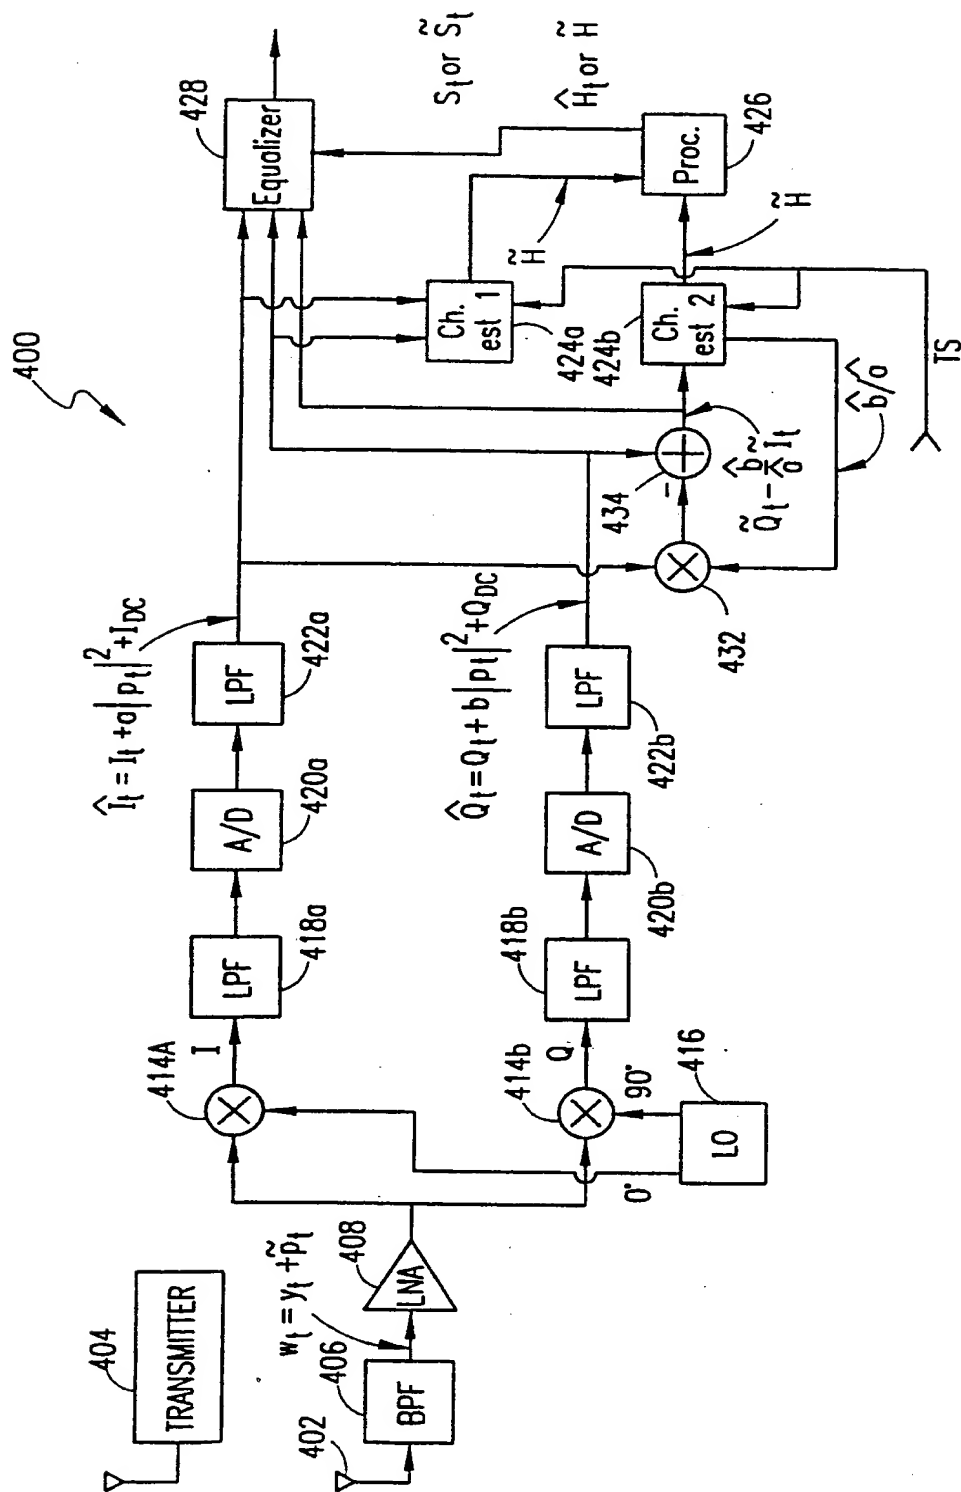 400
404
TRANSMITTER
402
BPF
406
w_t = y_t + p̃_t
LNA
408
414A
I
LPF
418a
A/D
420a
LPF
422a
Î_t = I_t + a|p_t|² + I_DC
0°
90°
LO
416
414b
Q
LPF
418b
A/D
420b
LPF
422b
Q̂_t = Q_t + b|p_t|² + Q_DC
432
434
-
Q̃_t - b̂/â Ĩ_t
b̂/â
TS
Ch. est 1
424a
Ch. est 2
424b
H̃
H̃
Proc.
426
Equalizer
428
S_t or S̃_t
Ĥ_t or H̃